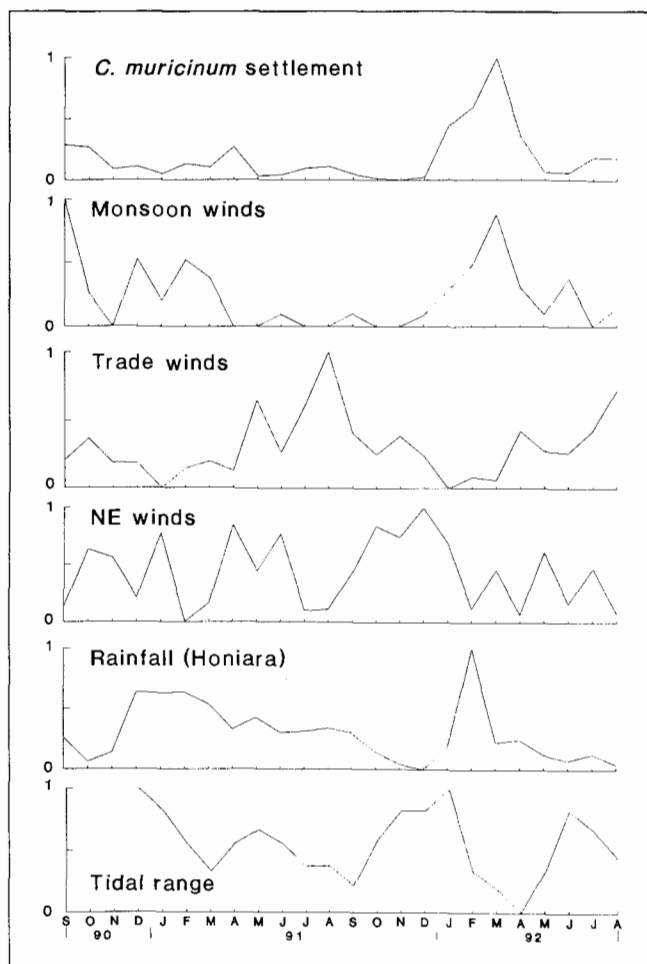 1
C. muricinum settlement
0
1
Monsoon winds
0
1
Trade winds
0
1
NE winds
0
1
Rainfall (Honiara)
0
1
Tidal range
0
S O N D J F M A M J J A S O N D J F M A M J J A
90 91 92